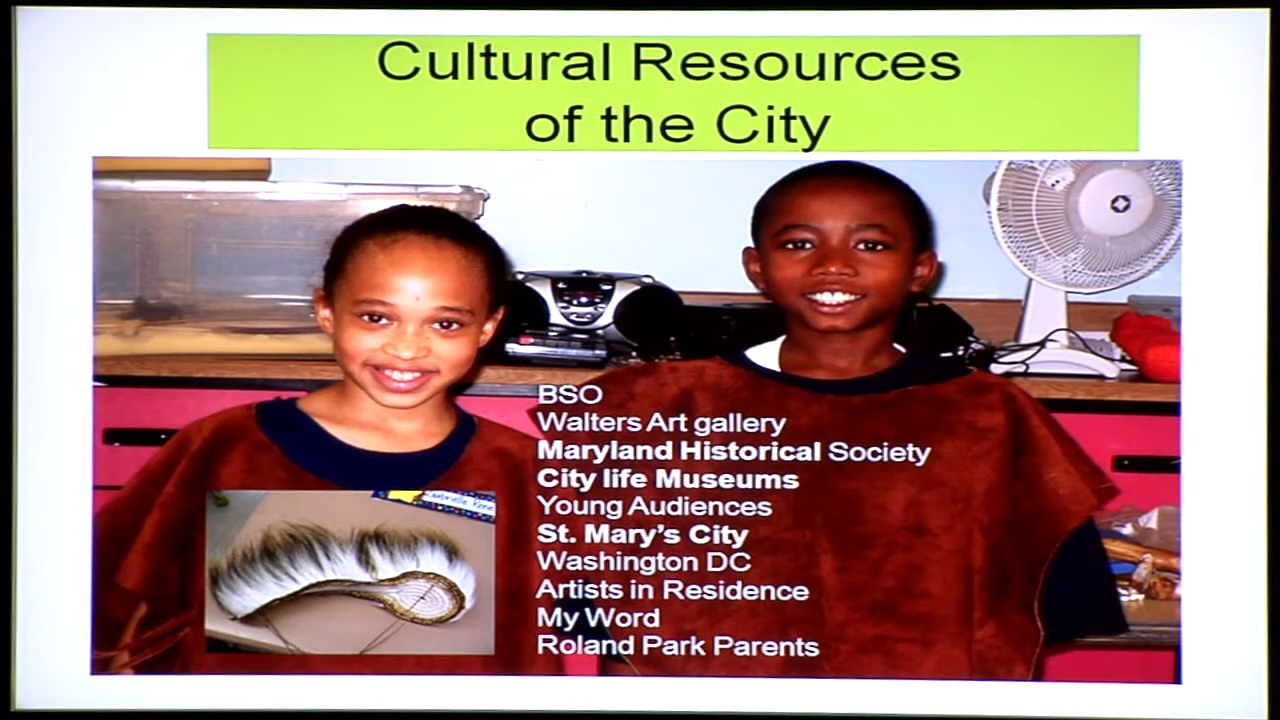 Cultural Resources
of the City
BSO
Walters Art gallery
Maryland Historical Society
City life Museums
Young Audiences
St. Mary's City
Washington DC
Artists in Residence
My Word
Roland Park Parents